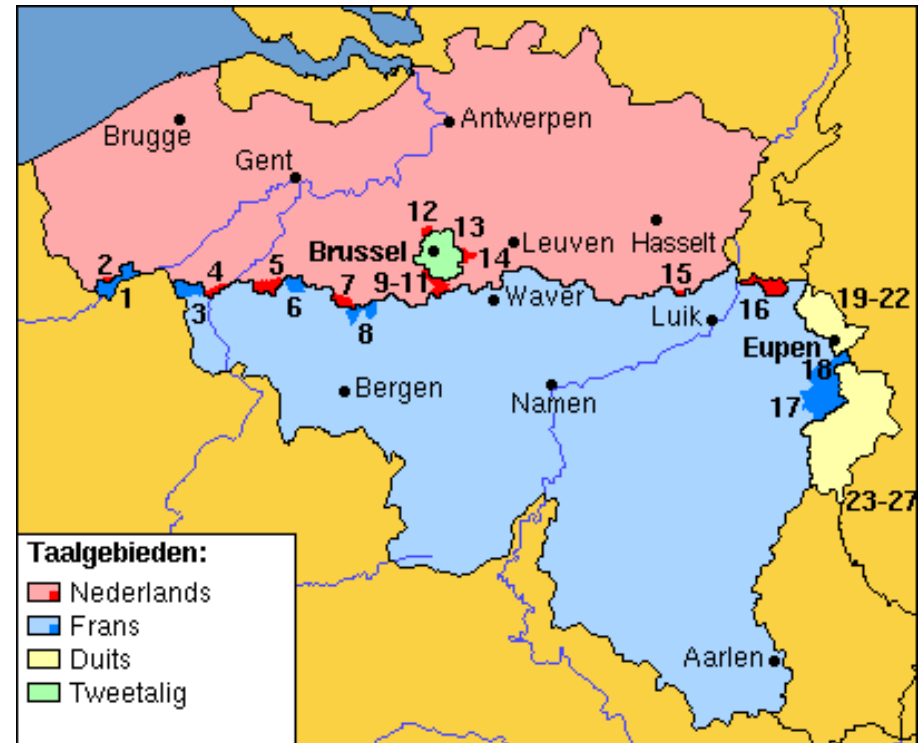 Brugge
Antwerpen
Gent
12
13
Brussel
14
Leuven
Hasselt
2
1
3
4
5
6
7
8
9-11
Waver
15
Luik
16
19-22
Eupen
18
17
Bergen
Namen
23-27
Aarlen
Taalgebieden:
Nederlands
Frans
Duits
Tweetalig